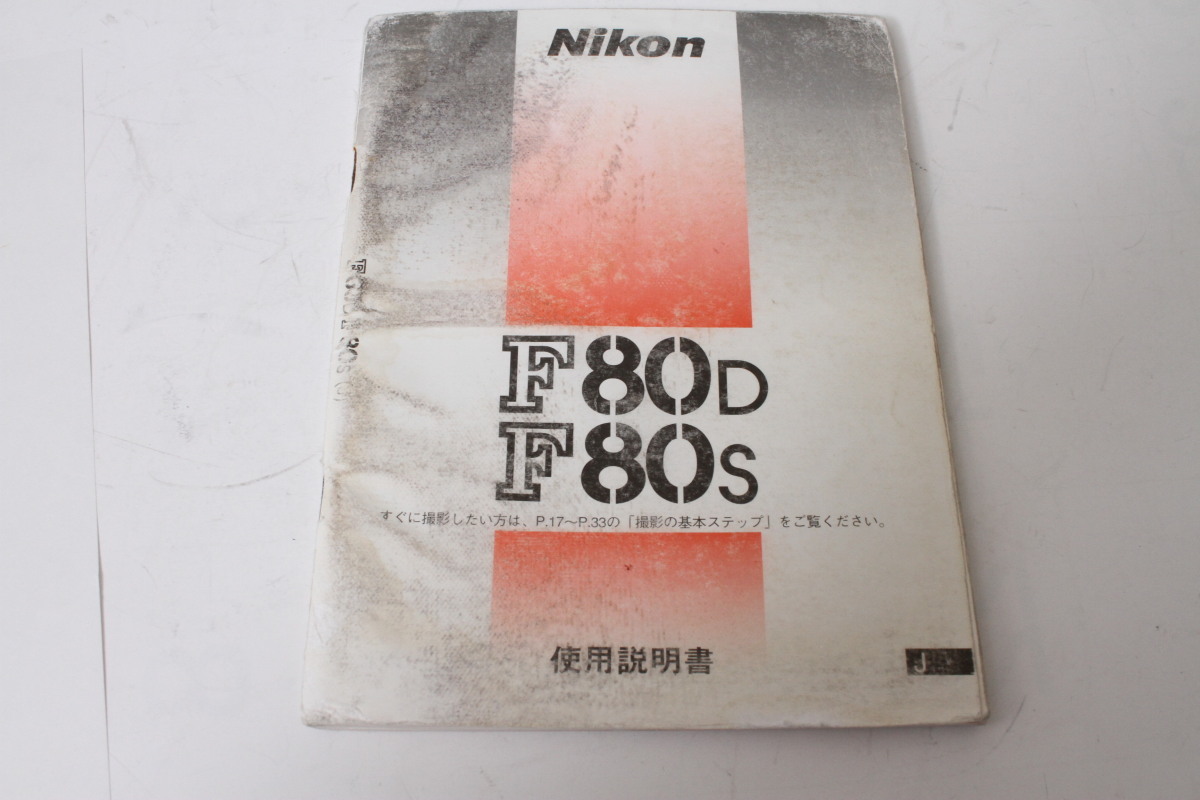 Nikon
F80D
F80S
すぐに撮影したい方は、P.17〜P.33の「撮影の基本ステップ」をご覧ください。
使用説明書
J